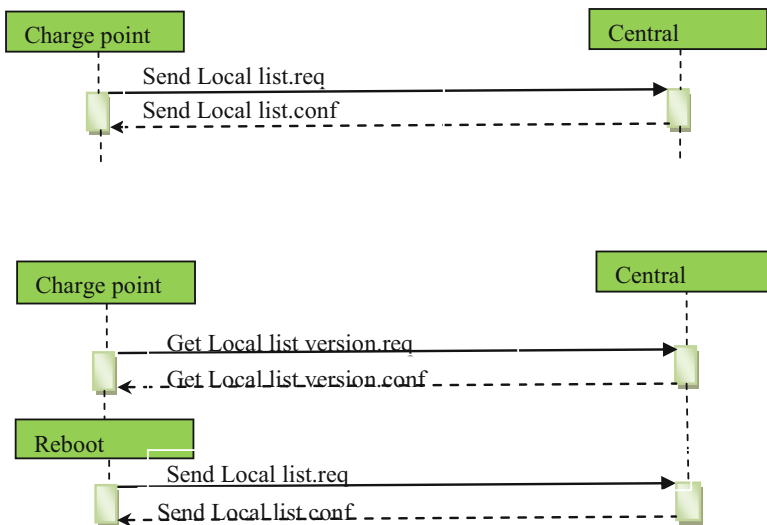 Charge point
Central
Send Local list.req
Send Local list.conf
Charge point
Central
Get Local list version.req
Get Local list version.conf
Reboot
Send Local list.req
Send Local list.conf